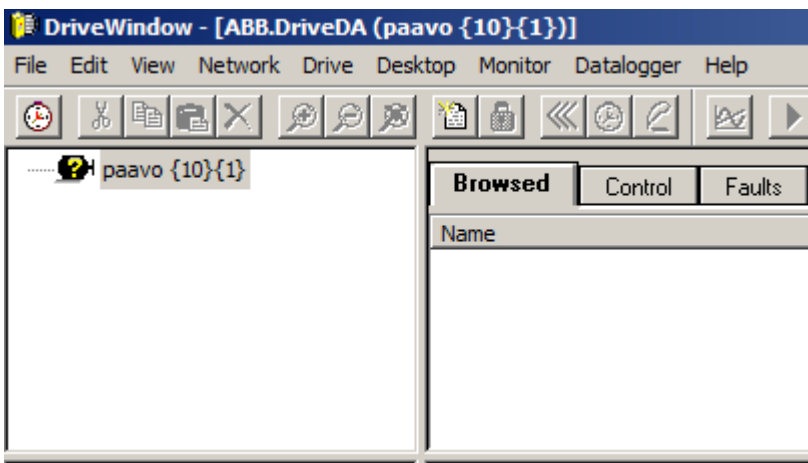 DriveWindow - [ABB.DriveDA (paavo {10}{1})]
File Edit View Network Drive Desktop Monitor Datalogger Help
paavo {10}{1}
Browsed Control Faults
Name